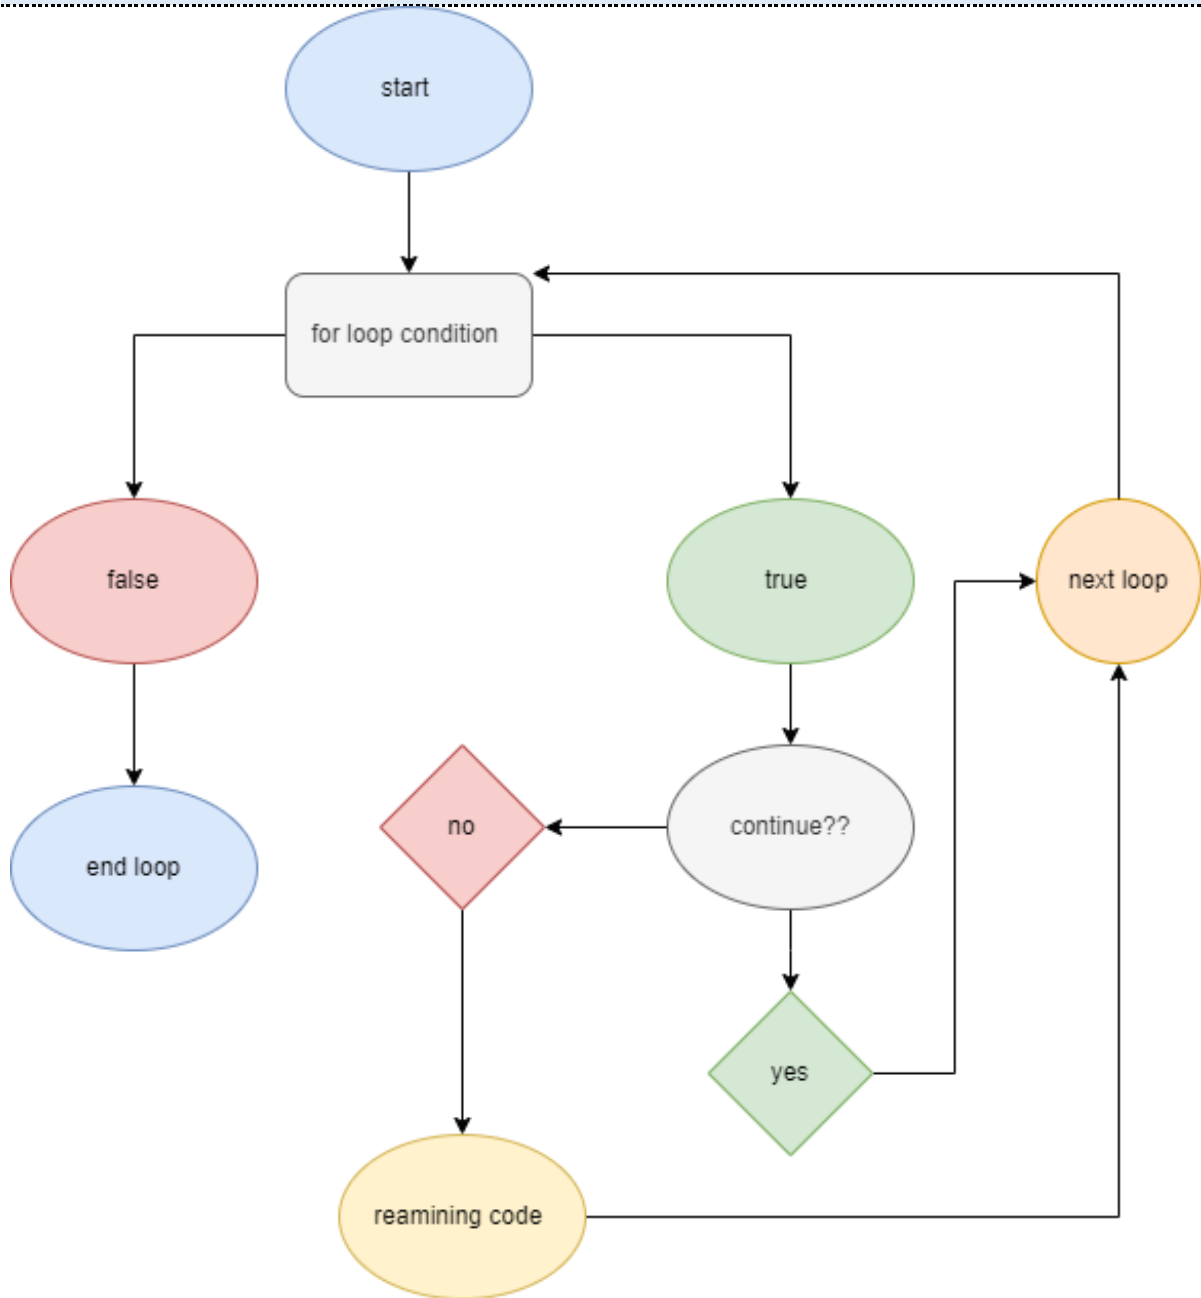 start
for loop condition
false
true
next loop
no
continue??
end loop
yes
reamining code